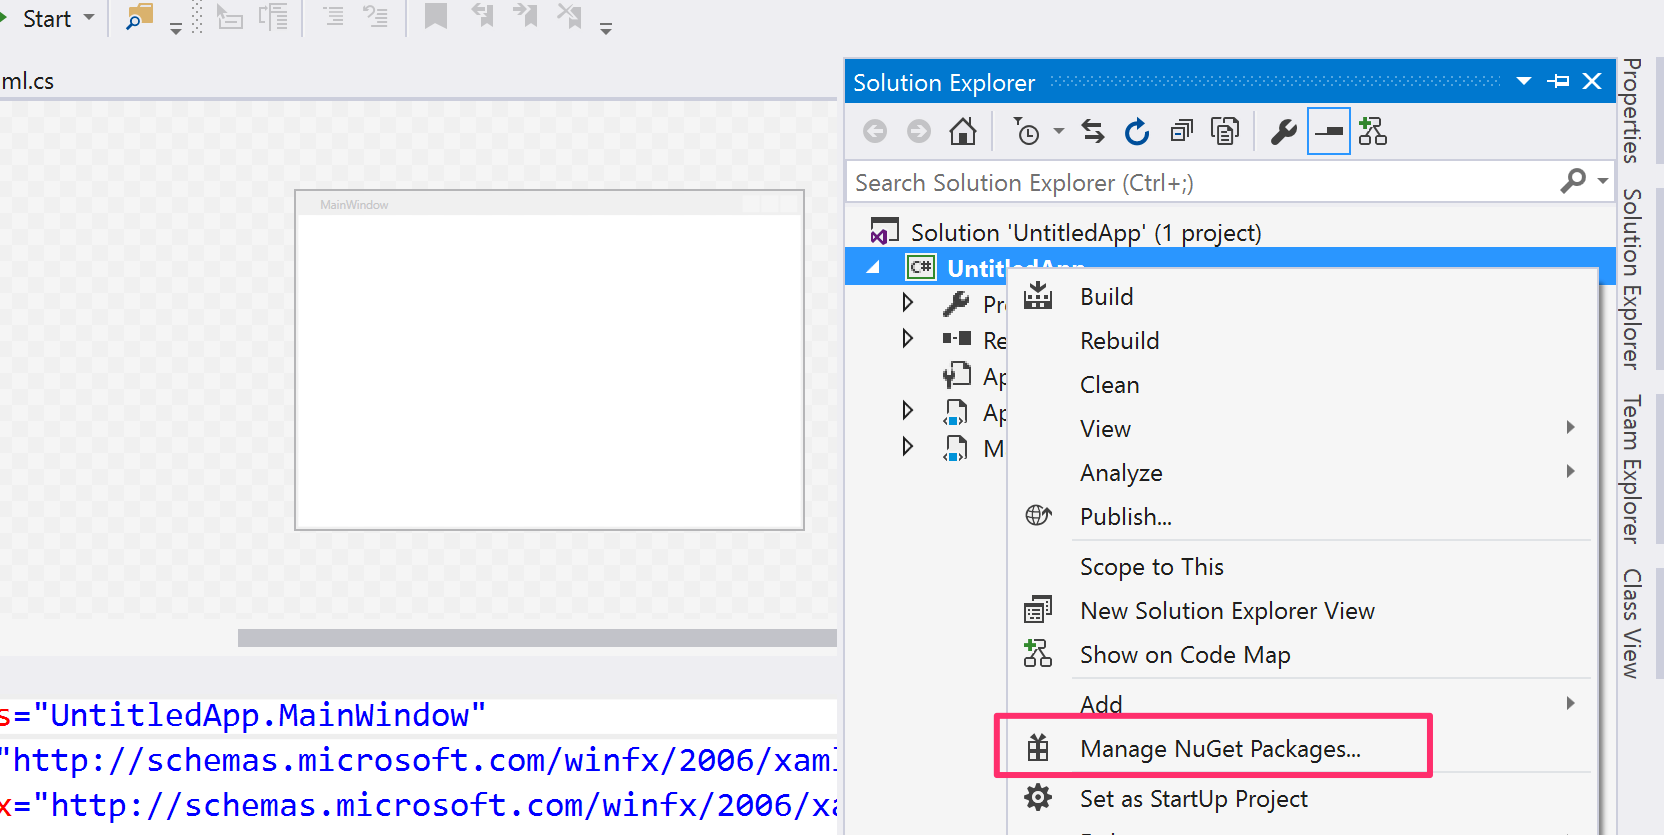 Start
ml.cs
MainWindow
s="UntitledApp.MainWindow"
"http://schemas.microsoft.com/winfx/2006/xaml
x="http://schemas.microsoft.com/winfx/2006/xa
Solution Explorer
Search Solution Explorer (Ctrl+;)
Solution 'UntitledApp' (1 project)
C# UntitledApp
Pr
Re
Ap
Ap
M
Build
Rebuild
Clean
View
Analyze
Publish...
Scope to This
New Solution Explorer View
Show on Code Map
Add
Manage NuGet Packages...
Set as StartUp Project
Properties
Solution Explorer
Team Explorer
Class View